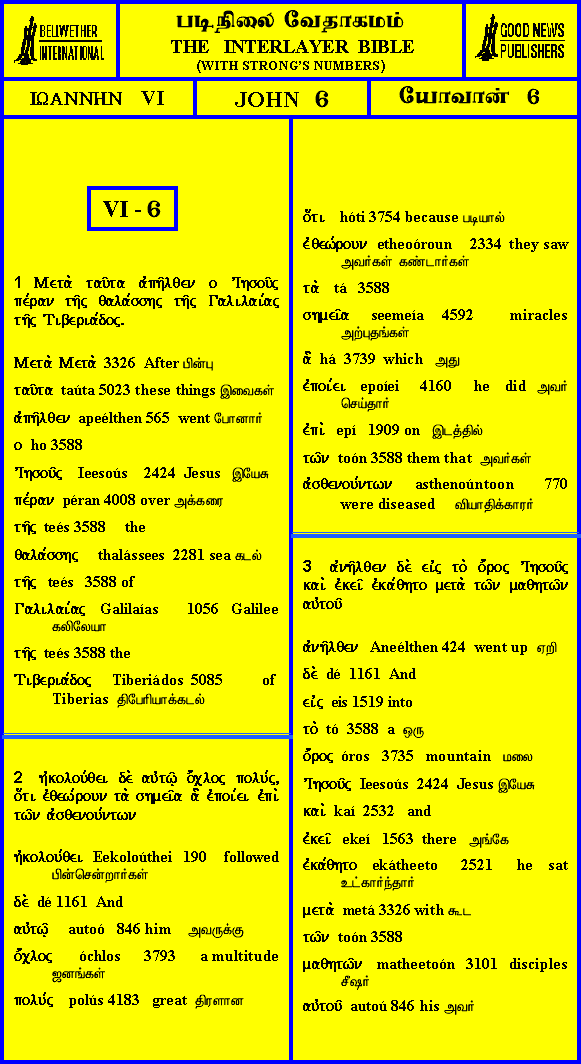 BELIWETHER
INTERNATIONAL
படிநிலை வேதாகமம்
THE INTERLAYER BIBLE
(WITH STRONG'S NUMBERS)
GOOD NEWS
PUBLISHERS
ΙΩΑΝΝΗΝ VI
JOHN 6
யோவான் 6
VI - 6
1 Μετὰ ταῦτα ἀπῆλθεν ο Ἰησοῦς
πέραν τῆς θαλάσσης τῆς Γαλιλαίας
τῆς Τιβεριάδος.
Μετὰ Μετὰ 3326 After பின்பு
ταῦτα taúta 5023 these things இவைகள்
ἀπῆλθεν apeélthen 565 went போனார்
ο ho 3588
Ἰησοῦς Ieesoús 2424 Jesus இயேசு
πέραν péran 4008 over அக்கரை
τῆς teés 3588 the
θαλάσσης thalássees 2281 sea கடல்
τῆς teés 3588 of
Γαλιλαίας Galilaías 1056 Galilee
கலிலேயா
τῆς teés 3588 the
Τιβεριάδος Tiberiádos 5085 of
Tiberias திபேரியாக்கடல்
2 ἠκολούθει δὲ αὐτῷ ὄχλος πολύς,
ὅτι ἐθεώρουν τὰ σημεῖα ἃ ἐποίει ἐπὶ
τῶν ἀσθενούντων
ἠκολούθει Eekoloúthei 190 followed
பின்சென்றார்கள்
δὲ dé 1161 And
αὐτῷ autoó 846 him அவருக்கு
ὄχλος óchlos 3793 a multitude
ஜனங்கள்
πολύς polús 4183 great திரளான
ὅτι hóti 3754 because படியால்
ἐθεώρουν etheoóroun 2334 they saw
அவர்கள் கண்டார்கள்
τὰ tá 3588
σημεῖα seemeía 4592 miracles
அற்புதங்கள்
ἃ há 3739 which அது
ἐποίει epoíei 4160 he did அவர்
செய்தார்
ἐπὶ epí 1909 on இடத்தில்
τῶν toón 3588 them that அவர்கள்
ἀσθενούντων asthenoúntoon 770
were diseased வியாதிக்காரர்
3 ἀνῆλθεν δὲ εἰς τὸ ὄρος Ἰησοῦς
καὶ ἐκεῖ ἐκάθητο μετὰ τῶν μαθητῶν
αὐτοῦ
ἀνῆλθεν Aneélthen 424 went up ஏறி
δὲ dé 1161 And
εἰς eis 1519 into
τὸ tó 3588 a ஒரு
ὄρος óros 3735 mountain மலை
Ἰησοῦς Ieesoús 2424 Jesus இயேசு
καὶ kaí 2532 and
ἐκεῖ ekeí 1563 there அங்கே
ἐκάθητο ekátheeto 2521 he sat
உட்கார்ந்தார்
μετὰ metá 3326 with கூட
τῶν toón 3588
μαθητῶν matheetoón 3101 disciples
சீஷர்
αὐτοῦ autoú 846 his அவர்